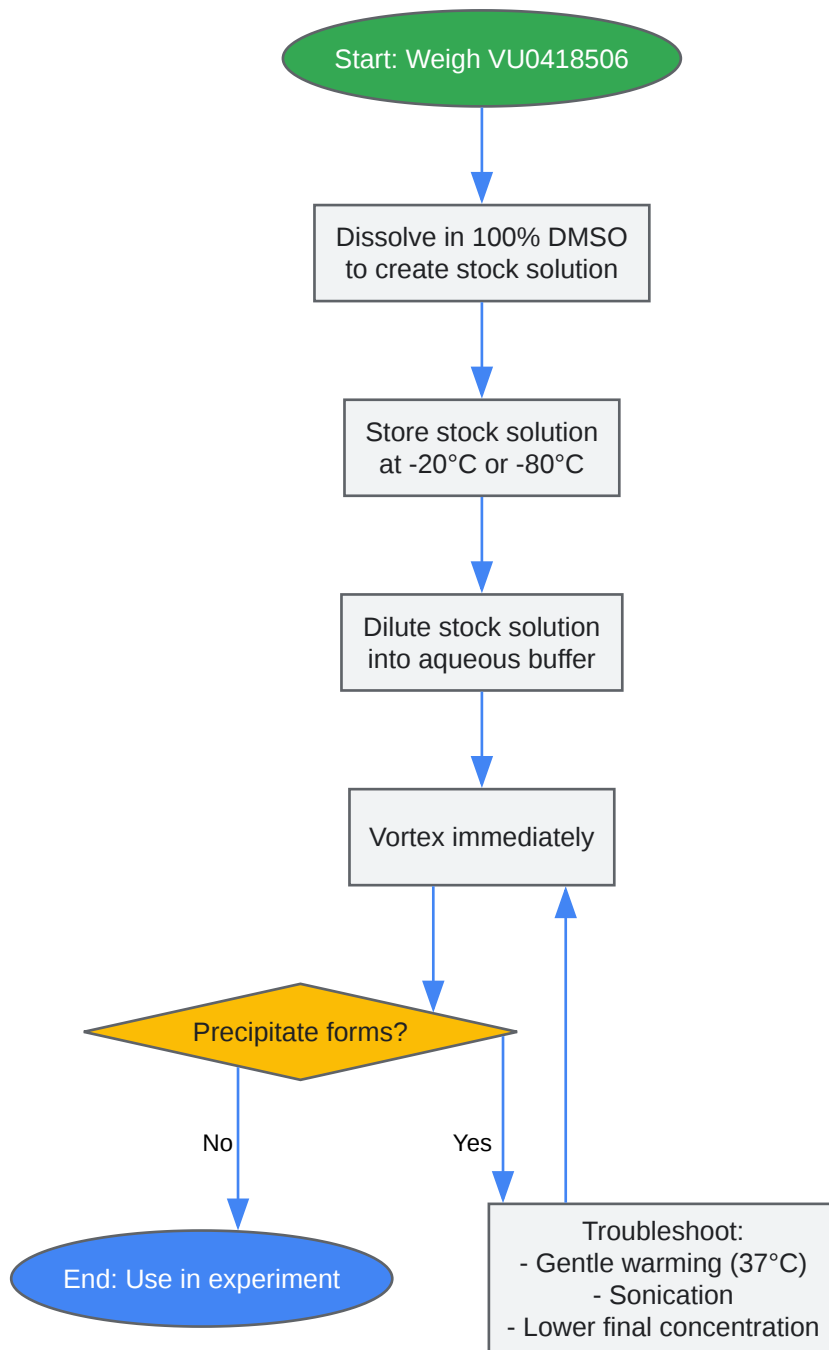 Start: Weigh VU0418506
Dissolve in 100% DMSO
to create stock solution
Store stock solution
at -20°C or -80°C
Dilute stock solution
into aqueous buffer
Vortex immediately
Precipitate forms?
No
Yes
End: Use in experiment
Troubleshoot:
- Gentle warming (37°C)
- Sonication
- Lower final concentration